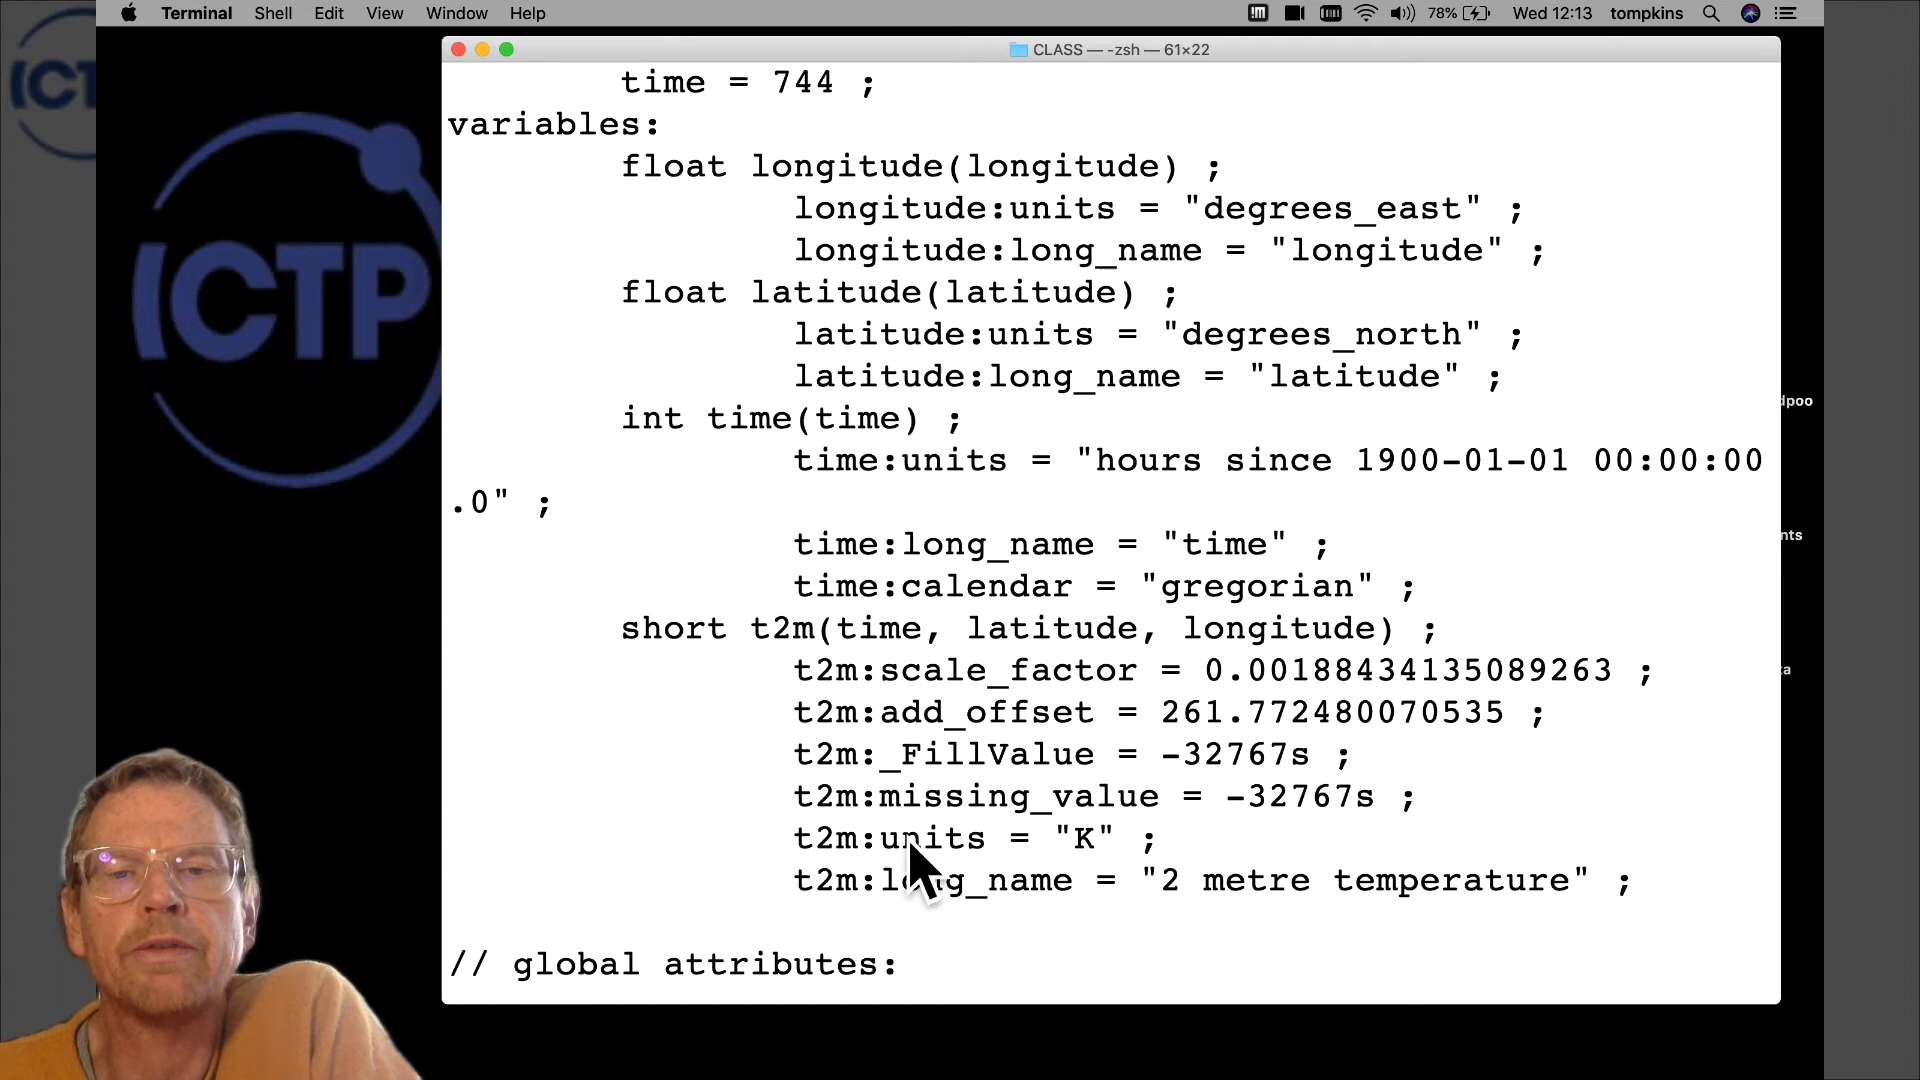 Terminal Shell Edit View Window Help 78% Wed 12:13 tompkins
CLASS — -zsh — 61×22
ICTP
time = 744 ;
variables:
float longitude(longitude) ;
longitude:units = "degrees_east" ;
longitude:long_name = "longitude" ;
float latitude(latitude) ;
latitude:units = "degrees_north" ;
latitude:long_name = "latitude" ;
int time(time) ;
time:units = "hours since 1900-01-01 00:00:00
.0" ;
time:long_name = "time" ;
time:calendar = "gregorian" ;
short t2m(time, latitude, longitude) ;
t2m:scale_factor = 0.00188434135089263 ;
t2m:add_offset = 261.772480070535 ;
t2m:_FillValue = -32767s ;
t2m:missing_value = -32767s ;
t2m:units = "K" ;
t2m:long_name = "2 metre temperature" ;
// global attributes: